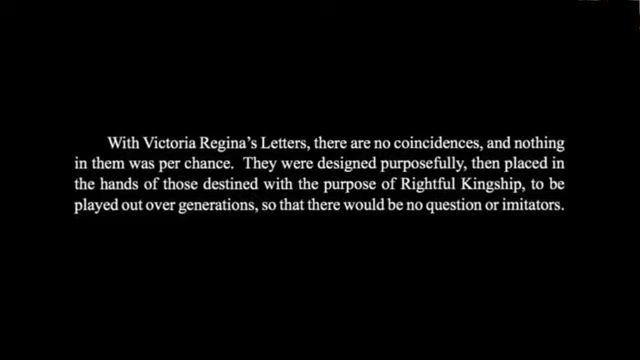 With Victoria Regina's Letters, there are no coincidences, and nothing
in them was per chance. They were designed purposefully, then placed in
the hands of those destined with the purpose of Rightful Kingship, to be
played out over generations, so that there would be no question or imitators.